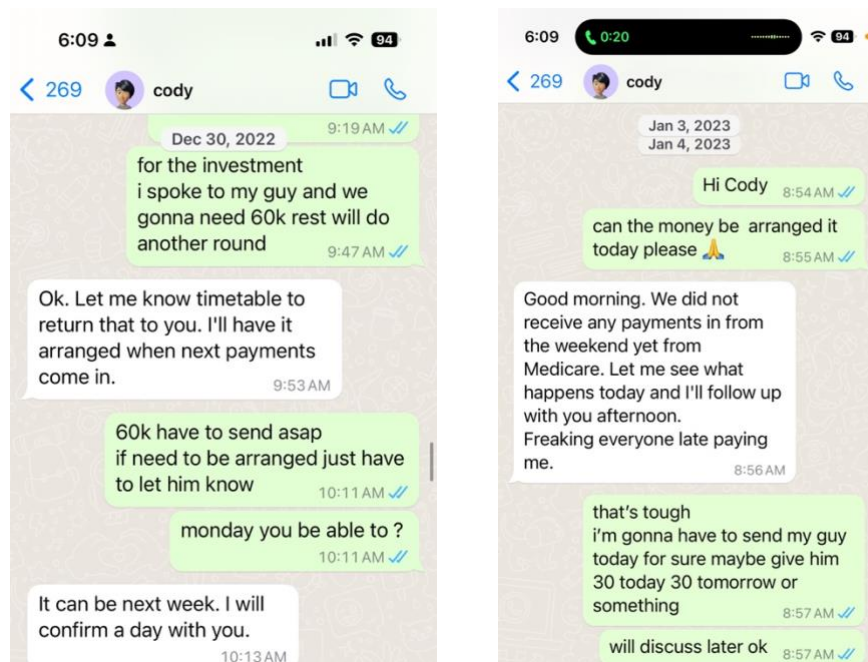 6:09
94
269
cody
9:19 AM
Dec 30, 2022
for the investment
i spoke to my guy and we
gonna need 60k rest will do
another round
9:47 AM
Ok. Let me know timetable to
return that to you. I'll have it
arranged when next payments
come in.
9:53 AM
60k have to send asap
if need to be arranged just have
to let him know
10:11 AM
monday you be able to ?
10:11 AM
It can be next week. I will
confirm a day with you.
10:13 AM
6:09
0:20
94
269
cody
Jan 3, 2023
Jan 4, 2023
Hi Cody
8:54 AM
can the money be arranged it
today please 🙏
8:55 AM
Good morning. We did not
receive any payments in from
the weekend yet from
Medicare. Let me see what
happens today and I'll follow up
with you afternoon.
Freaking everyone late paying
me.
8:56 AM
that's tough
i'm gonna have to send my guy
today for sure maybe give him
30 today 30 tomorrow or
something
8:57 AM
will discuss later ok
8:57 AM